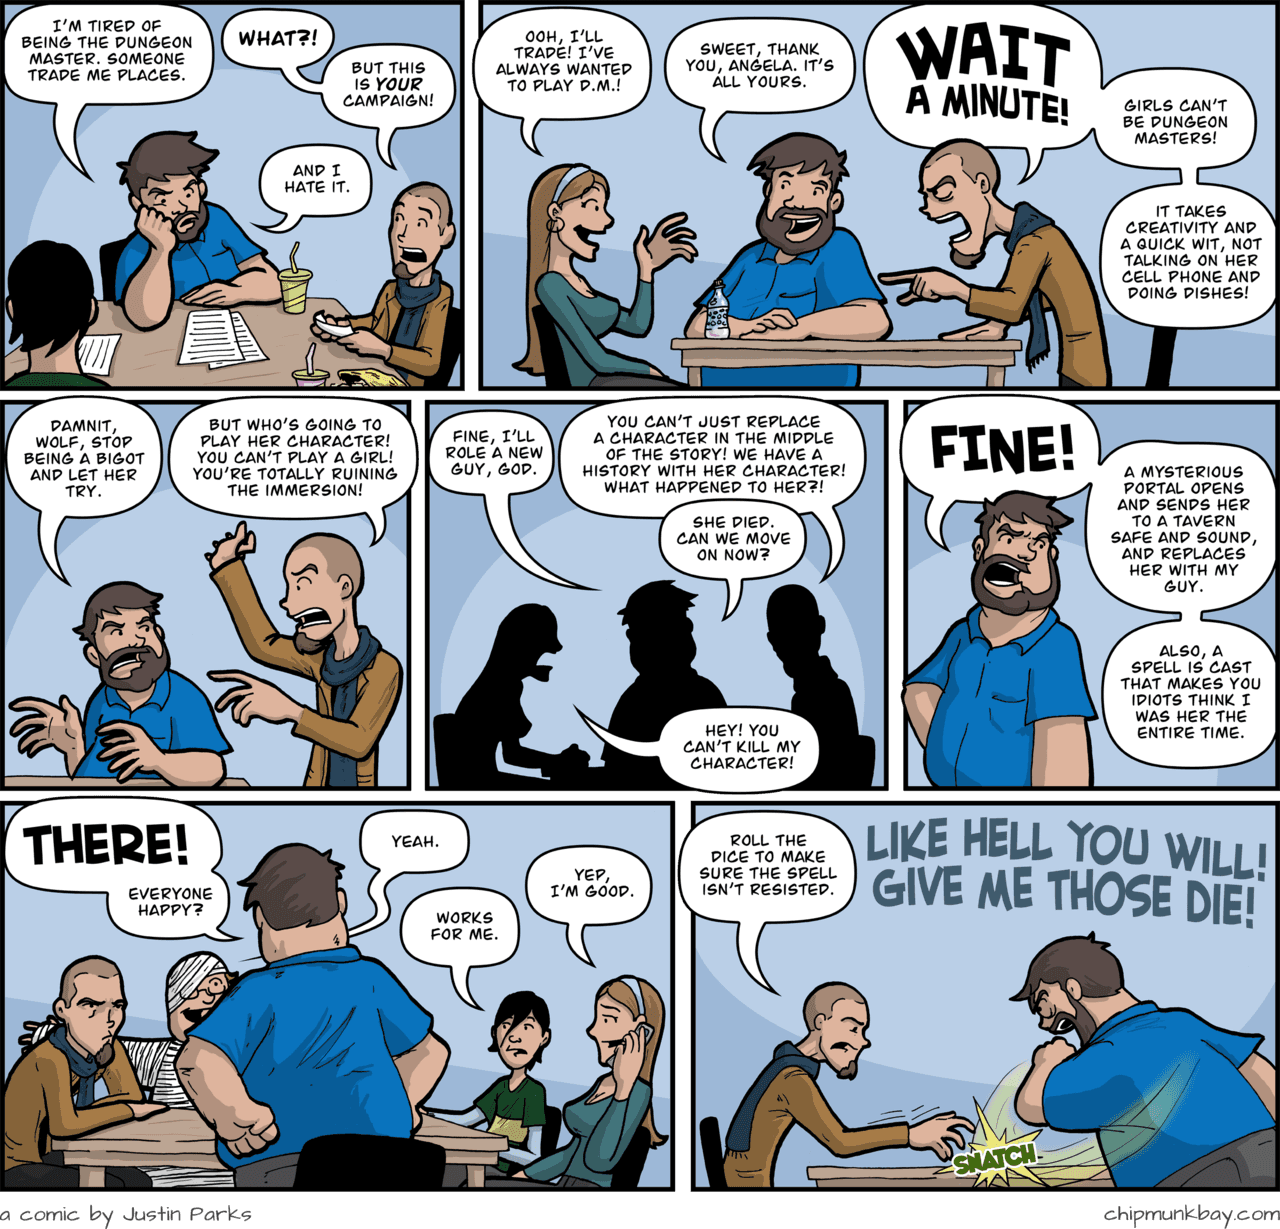 I'M TIRED OF
BEING THE DUNGEON
MASTER. SOMEONE
TRADE ME PLACES.
WHAT?!
BUT THIS
IS YOUR
CAMPAIGN!
AND I
HATE IT.
OOH, I'LL
TRADE! I'VE
ALWAYS WANTED
TO PLAY D.M.!
SWEET, THANK
YOU, ANGELA. IT'S
ALL YOURS.
WAIT
A MINUTE!
GIRLS CAN'T
BE DUNGEON
MASTERS!
IT TAKES
CREATIVITY AND
A QUICK WIT, NOT
TALKING ON HER
CELL PHONE AND
DOING DISHES!
DAMNIT,
WOLF, STOP
BEING A BIGOT
AND LET HER
TRY.
BUT WHO'S GOING TO
PLAY HER CHARACTER!
YOU CAN'T PLAY A GIRL!
YOU'RE TOTALLY RUINING
THE IMMERSION!
FINE, I'LL
ROLE A NEW
GUY, GOD.
YOU CAN'T JUST REPLACE
A CHARACTER IN THE MIDDLE
OF THE STORY! WE HAVE A
HISTORY WITH HER CHARACTER!
WHAT HAPPENED TO HER?!
SHE DIED.
CAN WE MOVE
ON NOW?
HEY! YOU
CAN'T KILL MY
CHARACTER!
FINE!
A MYSTERIOUS
PORTAL OPENS
AND SENDS HER
TO A TAVERN
SAFE AND SOUND,
AND REPLACES
HER WITH MY
GUY.
ALSO, A
SPELL IS CAST
THAT MAKES YOU
IDIOTS THINK I
WAS HER THE
ENTIRE TIME.
THERE!
EVERYONE
HAPPY?
YEAH.
WORKS
FOR ME.
YEP,
I'M GOOD.
ROLL THE
DICE TO MAKE
SURE THE SPELL
ISN'T RESISTED.
LIKE HELL YOU WILL!
GIVE ME THOSE DIE!
SNATCH
a comic by Justin Parks
chipmunkbay.com